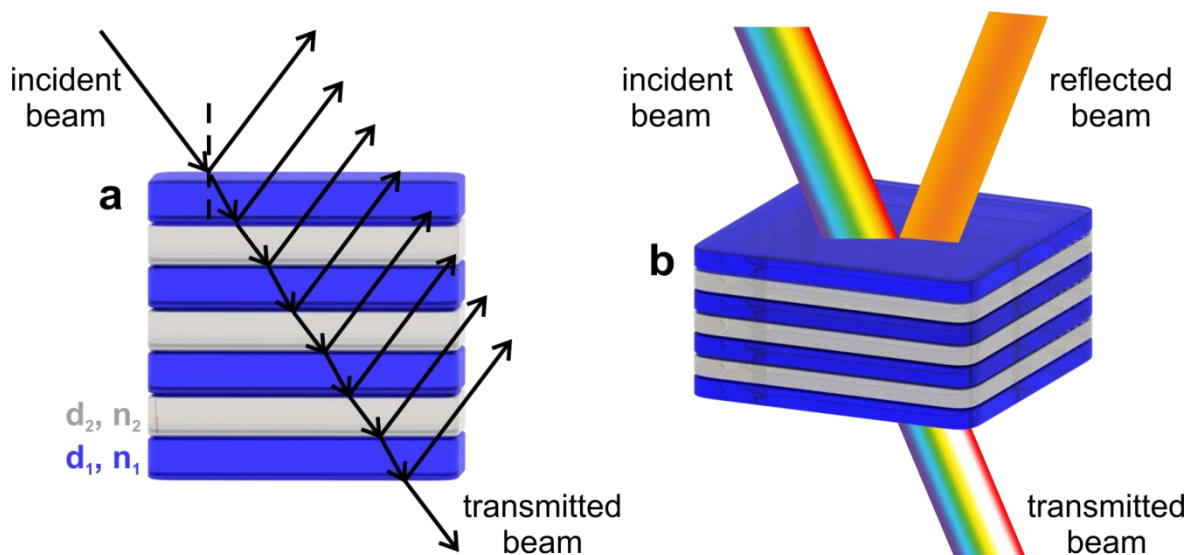 incident
beam
a
d₂, n₂
d₁, n₁
transmitted
beam
incident
beam
reflected
beam
b
transmitted
beam